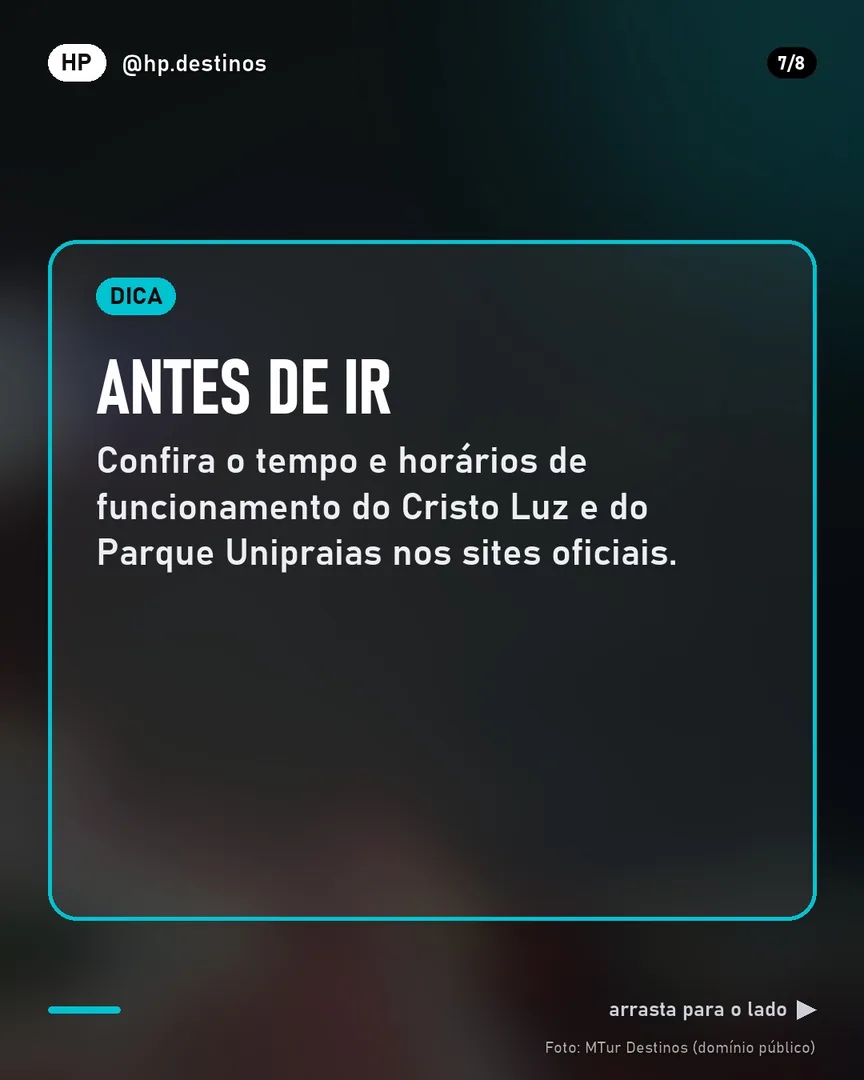 HP @hp.destinos 7/8
DICA
ANTES DE IR
Confira o tempo e horários de
funcionamento do Cristo Luz e do
Parque Unipraias nos sites oficiais.
arrasta para o lado ▶
Foto: MTur Destinos (domínio público)